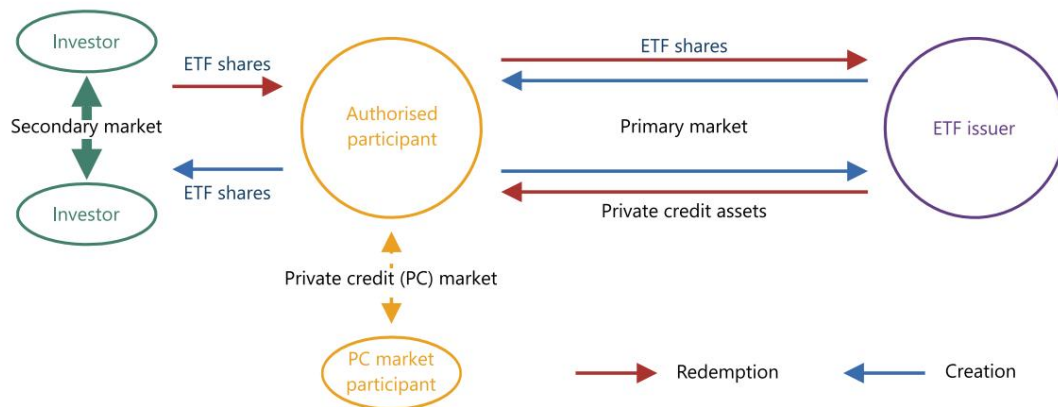 Investor
ETF shares
ETF shares
Secondary market
Authorised
participant
Primary market
ETF issuer
Investor
ETF shares
Private credit assets
Private credit (PC) market
PC market
participant
Redemption
Creation